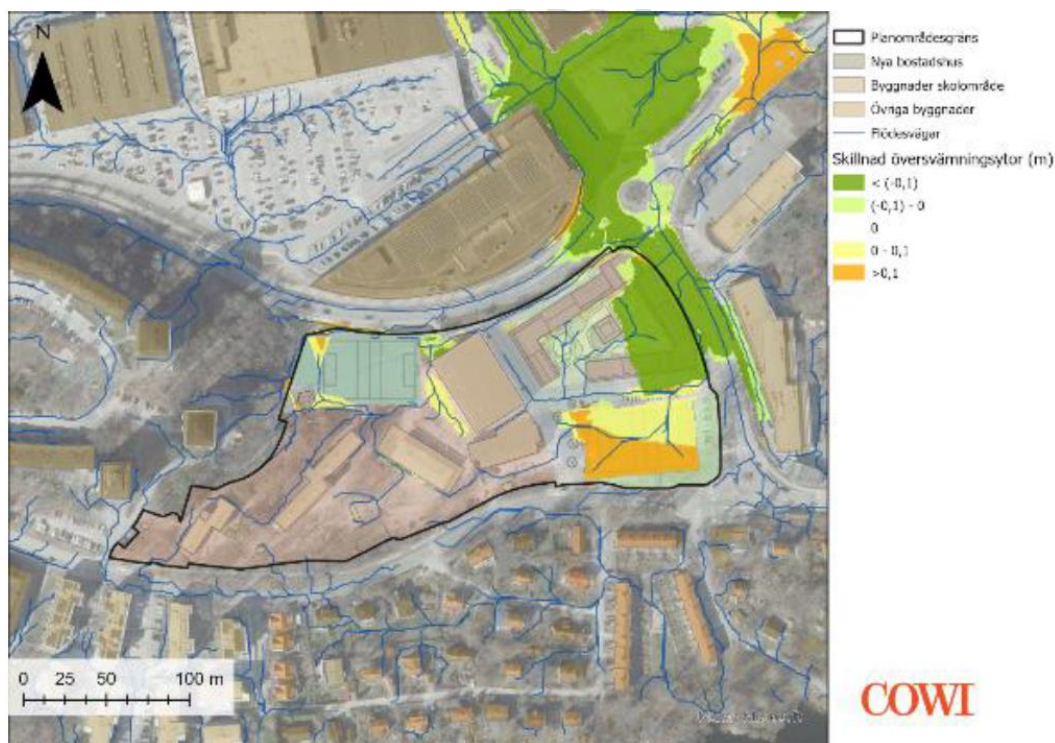 N
Planområdesgräns
Nya bostadshus
Byggnader skolområde
Övriga byggnader
Flödesvägar
Skillnad översvämningsytor (m)
< (-0,1)
(-0,1) - 0
0
0 - 0,1
>0,1
0 25 50 100 m
COWI